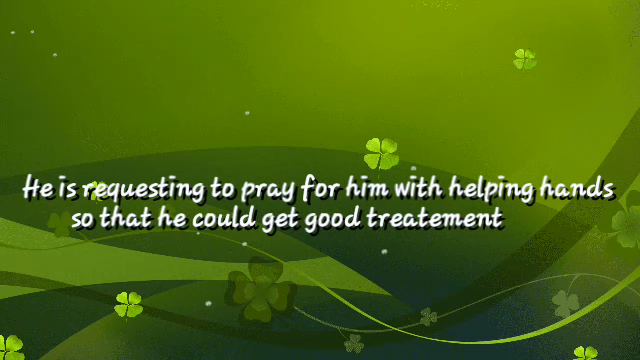 He is requesting to pray for him with helping hands
so that he could get good treatement